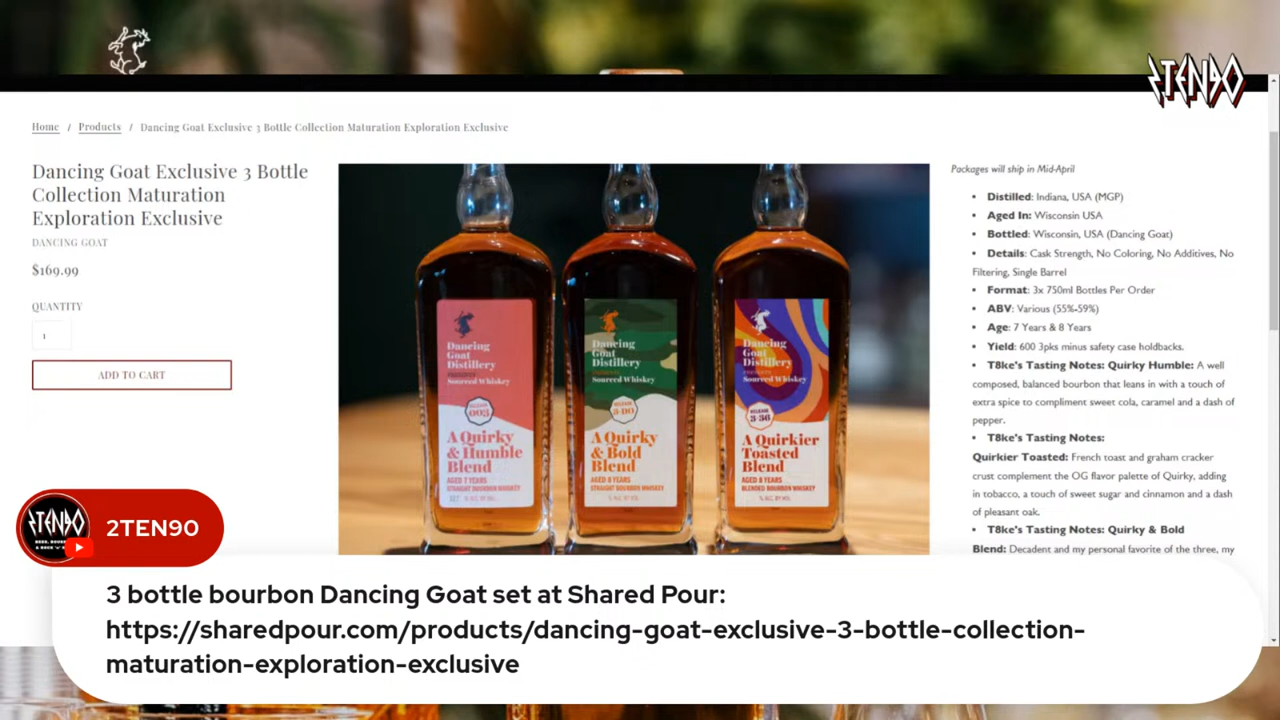 2TEN90
Home / Products / Dancing Goat Exclusive 3 Bottle Collection Maturation Exploration Exclusive
Dancing Goat Exclusive 3 Bottle
Collection Maturation
Exploration Exclusive
DANCING GOAT
$169.99
QUANTITY
1
ADD TO CART
Dancing
Goat
Distillery
PRESENTS
Sourced Whiskey
RELEASE
003
A Quirky
& Humble
Blend
AGED 7 YEARS
STRAIGHT BOURBON WHISKEY
Dancing
Goat
Distillery
Sourced Whiskey
RELEASE
A Quirky
& Bold
Blend
AGED 8 YEARS
STRAIGHT BOURBON WHISKEY
Dancing
Goat
Distillery
Sourced Whiskey
RELEASE
A Quirkier
Toasted
Blend
AGED 8 YEARS
BLENDED BOURBON WHISKEY
Packages will ship in Mid-April
• Distilled: Indiana, USA (MGP)
• Aged In: Wisconsin USA
• Bottled: Wisconsin, USA (Dancing Goat)
• Details: Cask Strength, No Coloring, No Additives, No
Filtering, Single Barrel
• Format: 3x 750ml Bottles Per Order
• ABV: Various (55%-59%)
• Age: 7 Years & 8 Years
• Yield: 600 3pks minus safety case holdbacks.
• T8ke's Tasting Notes: Quirky Humble: A well
composed, balanced bourbon that leans in with a touch of
extra spice to compliment sweet cola, caramel and a dash of
pepper.
• T8ke's Tasting Notes:
Quirkier Toasted: French toast and graham cracker
crust complement the OG flavor palette of Quirky, adding
in tobacco, a touch of sweet sugar and cinnamon and a dash
of pleasant oak.
• T8ke's Tasting Notes: Quirky & Bold
Blend: Decadent and my personal favorite of the three, my
2TEN90
2TEN90
3 bottle bourbon Dancing Goat set at Shared Pour:
https://sharedpour.com/products/dancing-goat-exclusive-3-bottle-collection-
maturation-exploration-exclusive